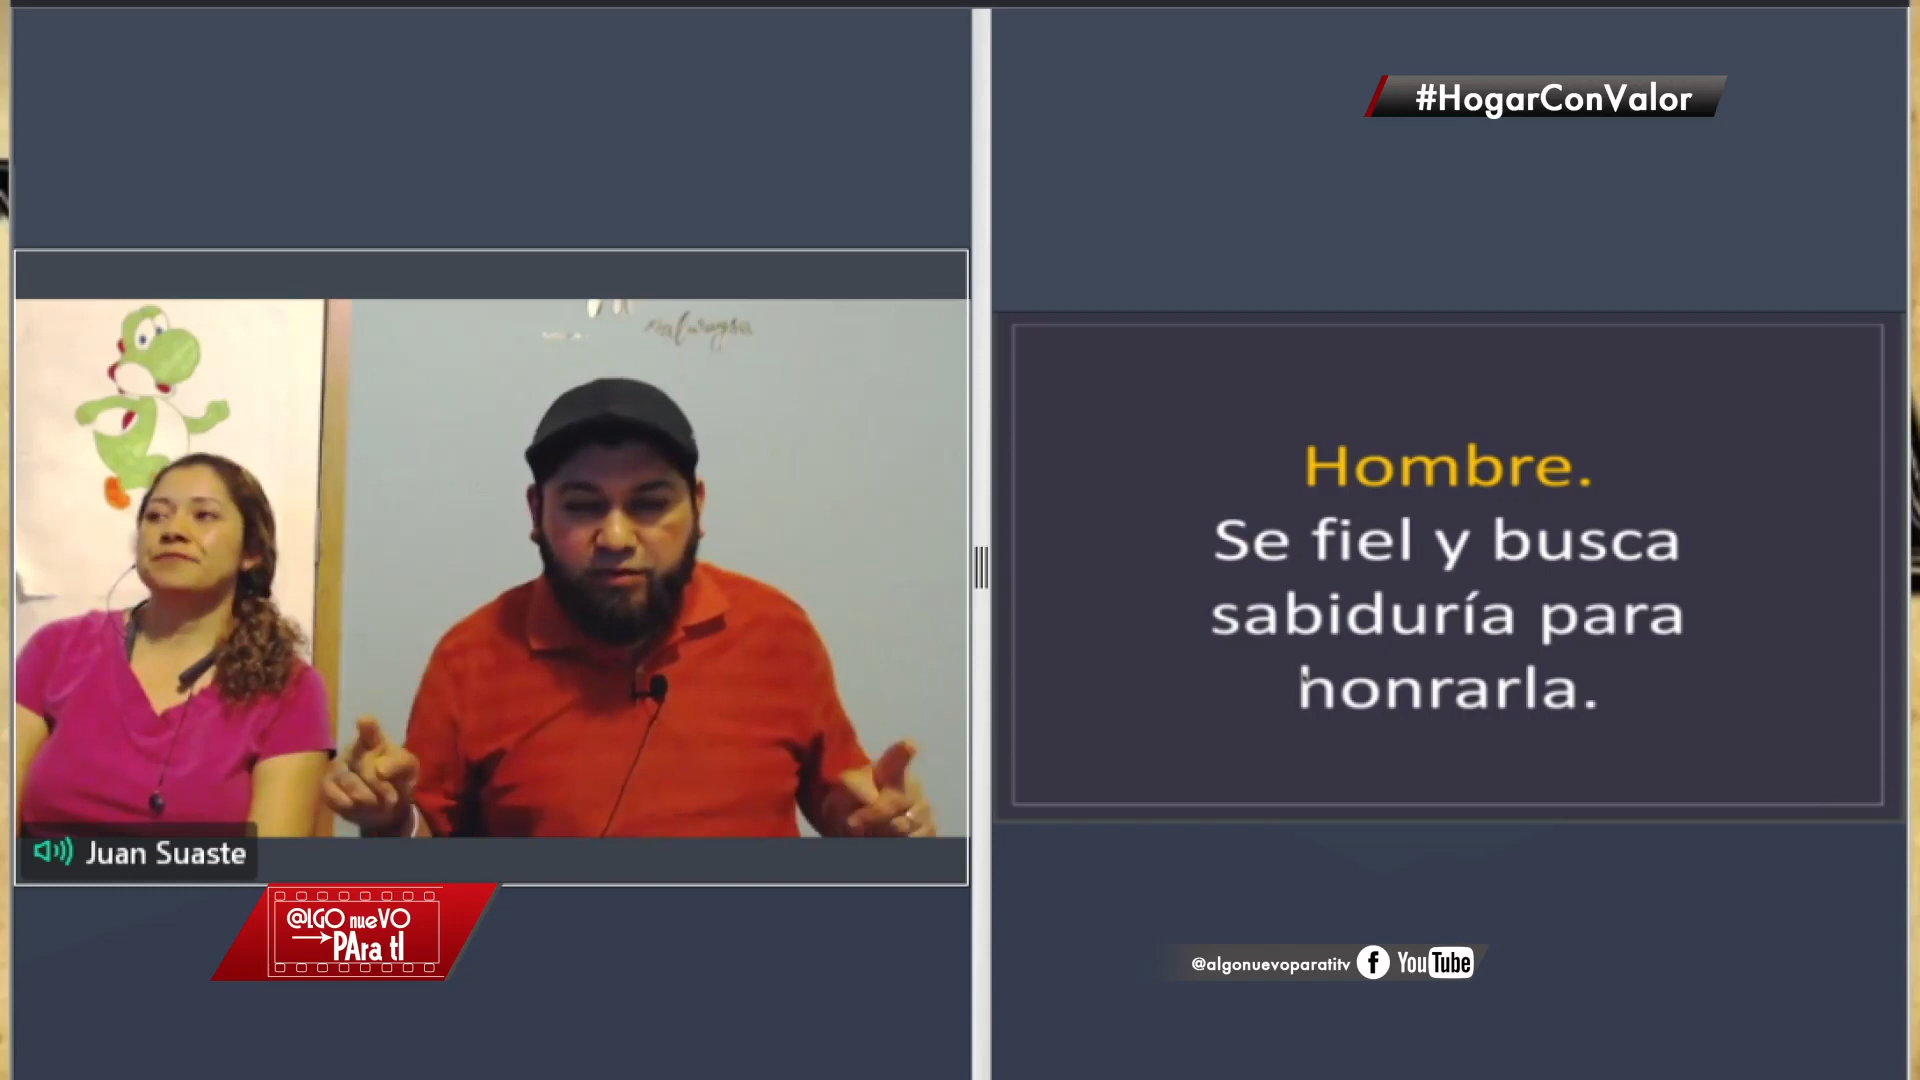 #HogarConValor
Hombre.
Se fiel y busca
sabiduría para
honrarla.
Juan Suaste
@LGO nueVO
PAra tI
@algonuevoparatitv f YouTube